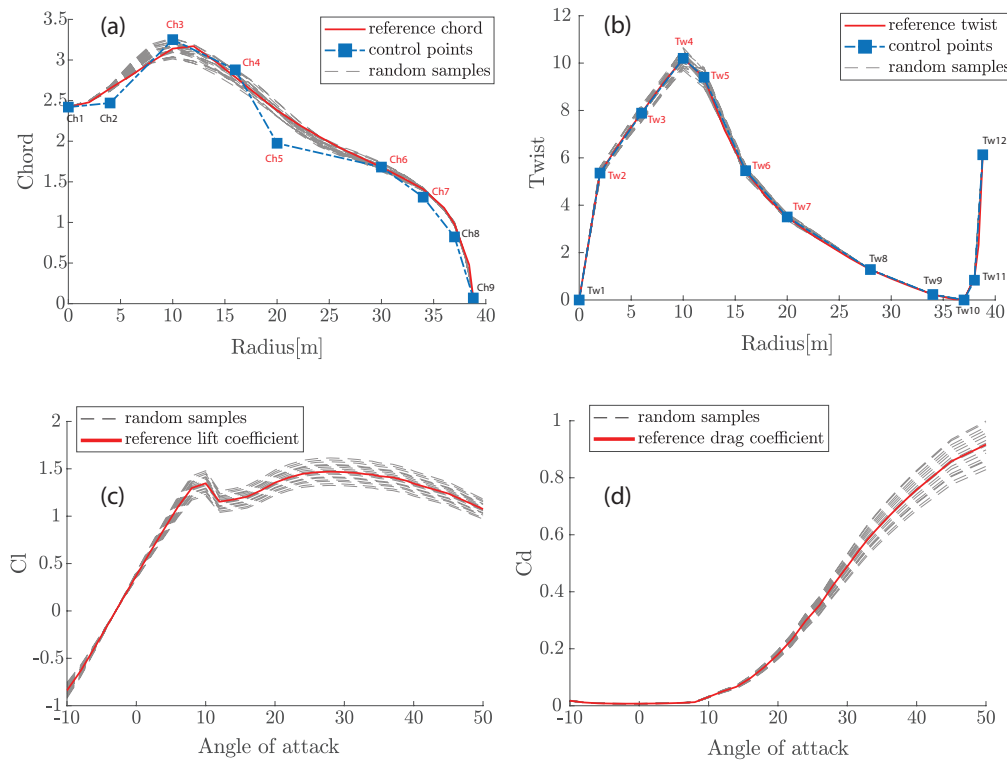 (a)
reference chord
control points
random samples
Ch1
Ch2
Ch3
Ch4
Ch5
Ch6
Ch7
Ch8
Ch9
Chord
3.5
3
2.5
2
1.5
1
0.5
0
0 5 10 15 20 25 30 35 40
Radius[m]
(b)
reference twist
control points
random samples
Tw1
Tw2
Tw3
Tw4
Tw5
Tw6
Tw7
Tw8
Tw9
Tw10
Tw11
Tw12
Twist
12
10
8
6
4
2
0
0 5 10 15 20 25 30 35 40
Radius[m]
random samples
reference lift coefficient
(c)
Cl
2
1.5
1
1.5
0
-0.5
-1
-10 0 10 20 30 40 50
Angle of attack
random samples
reference drag coefficient
(d)
Cd
1
0.8
0.6
0.4
0.2
0
-10 0 10 20 30 40 50
Angle of attack